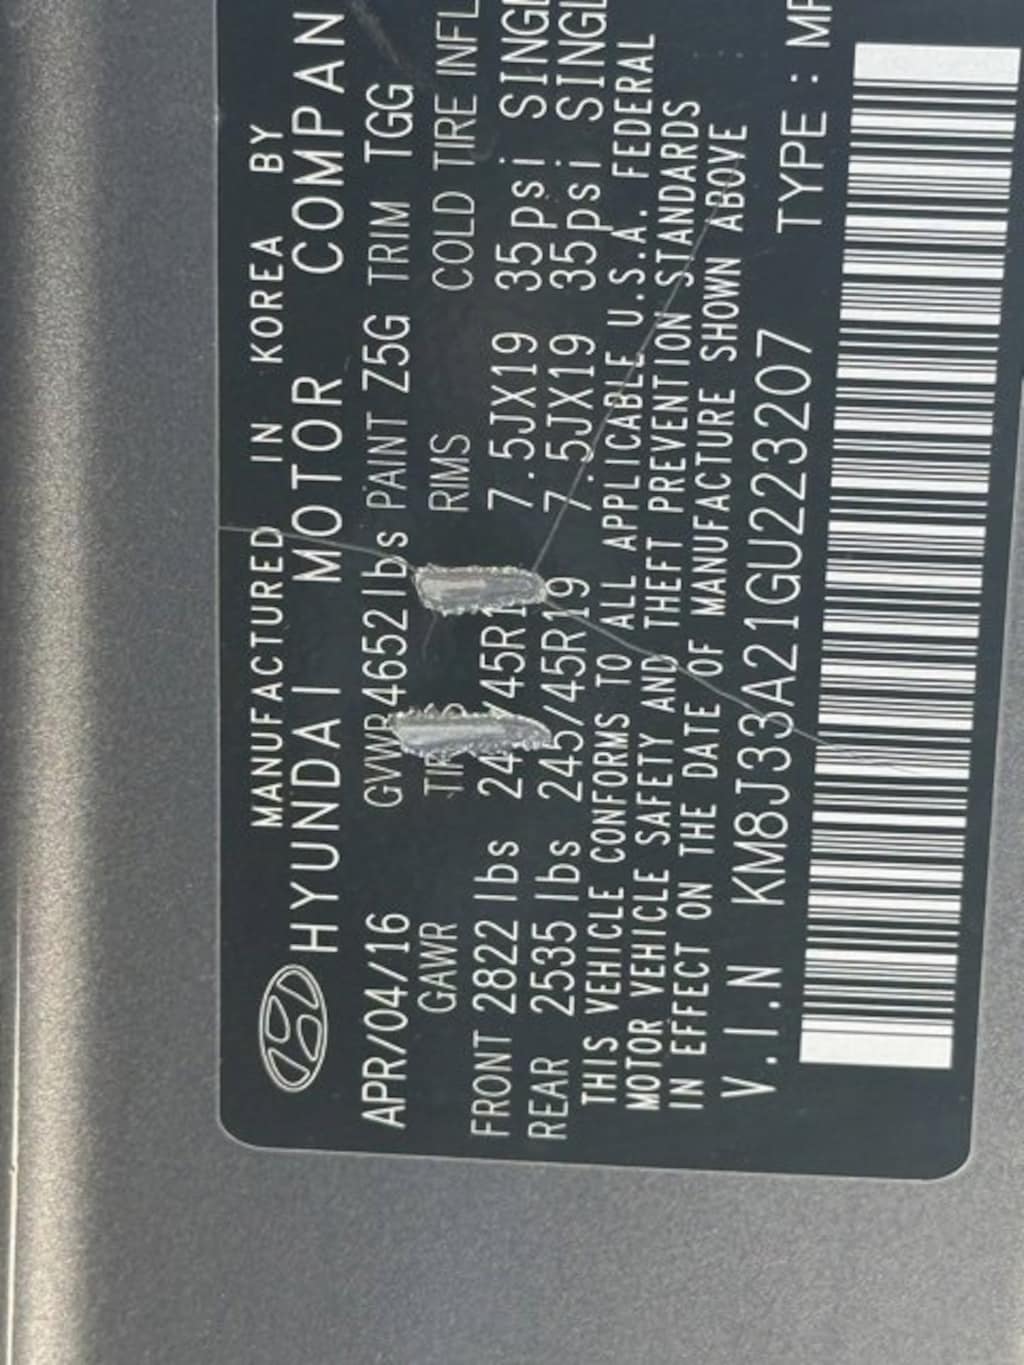 MANUFACTURED IN KOREA BY
HYUNDAI MOTOR COMPAN
APR/04/16 GVWR 4652lbs PAINT Z5G TRIM TGG
GAWR RIMS COLD TIRE INFL
FRONT 2822 lbs 7.5JX19 35psi SINGL
REAR 2535 lbs 245/45R19 7.5JX19 35psi SINGL
THIS VEHICLE CONFORMS TO ALL APPLICABLE U.S.A. FEDERAL
MOTOR VEHICLE SAFETY AND THEFT PREVENTION STANDARDS
IN EFFECT ON THE DATE OF MANUFACTURE SHOWN ABOVE
V.I.N KM8J33A21GU223207 TYPE : MP